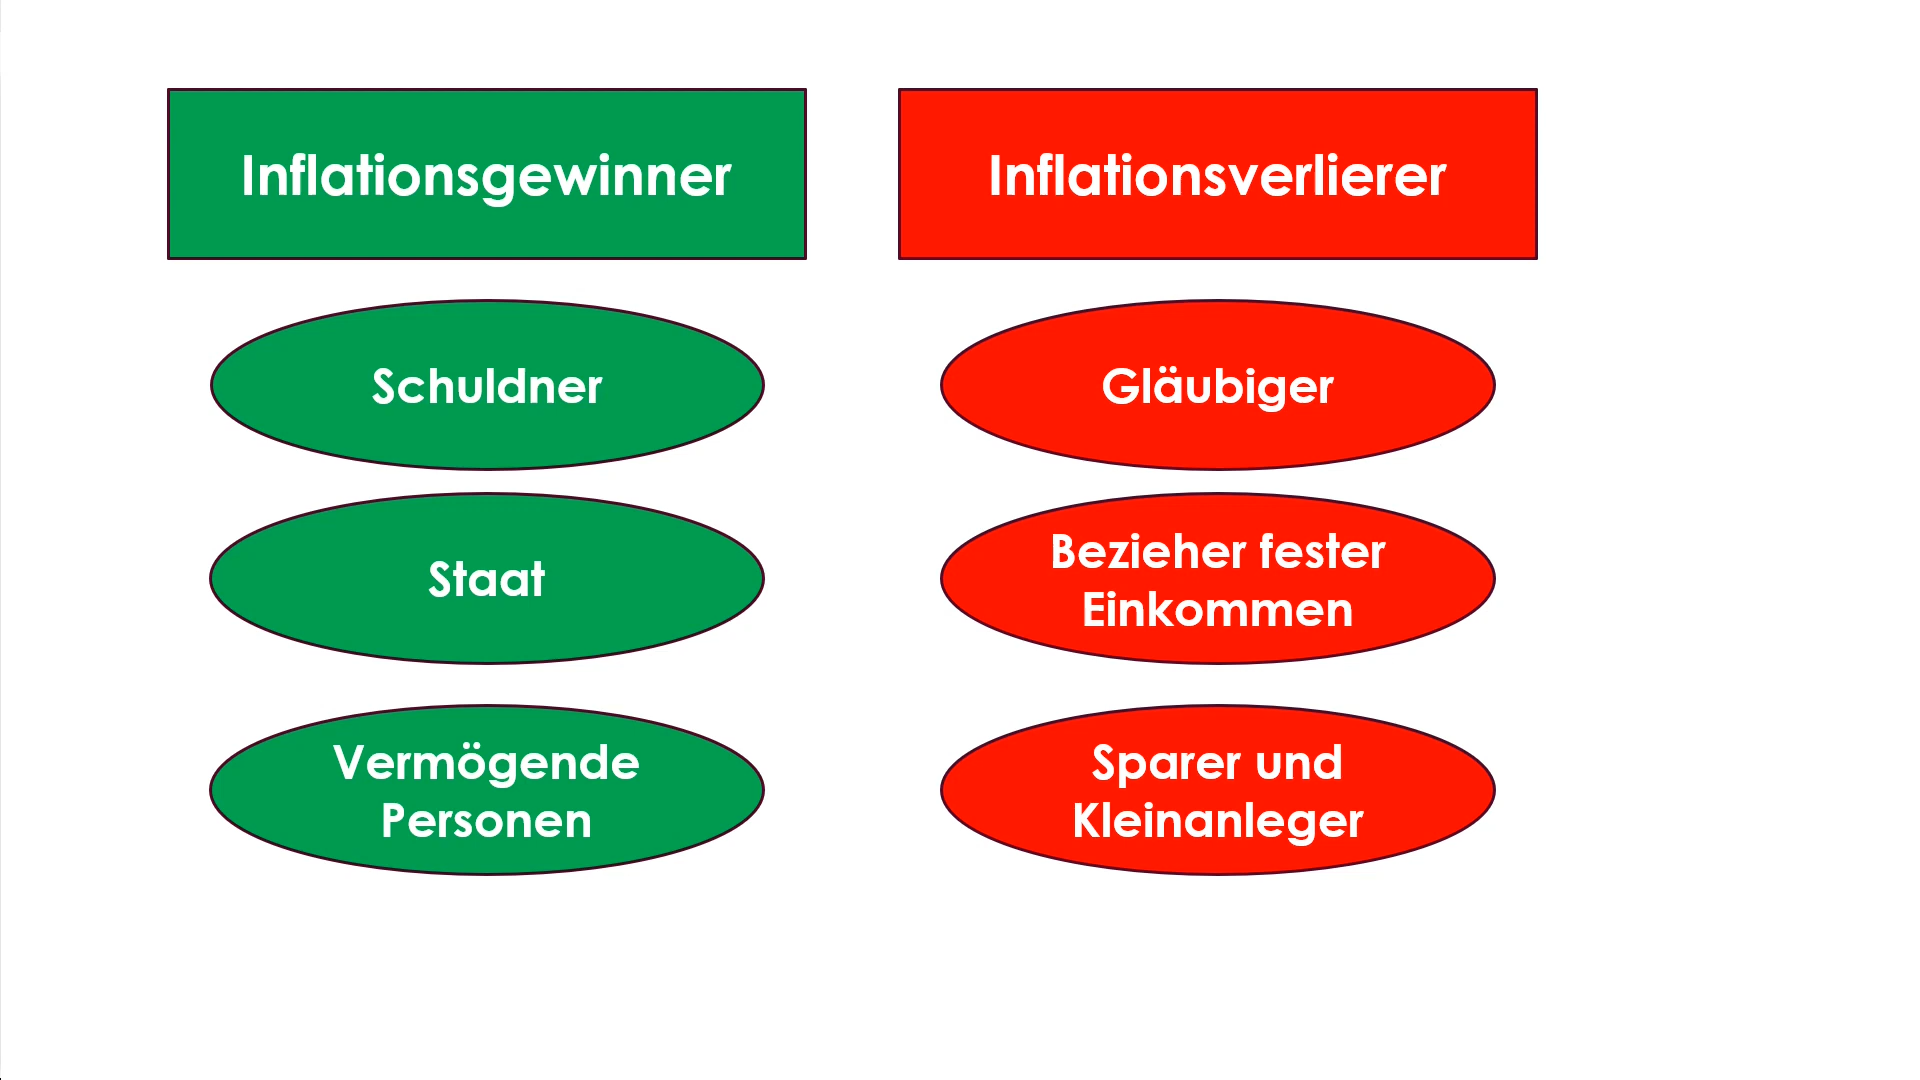 Inflationsgewinner
Schuldner
Staat
Vermögende
Personen
Inflationsverlierer
Gläubiger
Bezieher fester
Einkommen
Sparer und
Kleinanleger